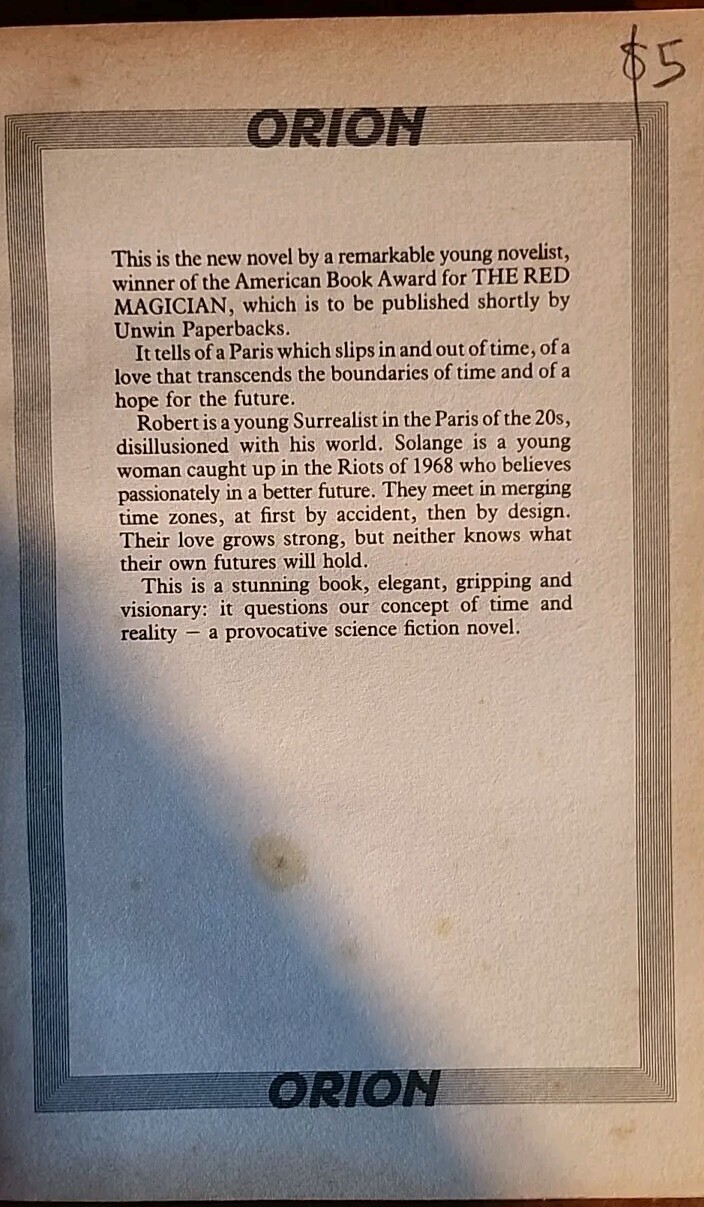 $5
ORION
This is the new novel by a remarkable young novelist,
winner of the American Book Award for THE RED
MAGICIAN, which is to be published shortly by
Unwin Paperbacks.
It tells of a Paris which slips in and out of time, of a
love that transcends the boundaries of time and of a
hope for the future.
Robert is a young Surrealist in the Paris of the 20s,
disillusioned with his world. Solange is a young
woman caught up in the Riots of 1968 who believes
passionately in a better future. They meet in merging
time zones, at first by accident, then by design.
Their love grows strong, but neither knows what
their own futures will hold.
This is a stunning book, elegant, gripping and
visionary: it questions our concept of time and
reality – a provocative science fiction novel.
ORION